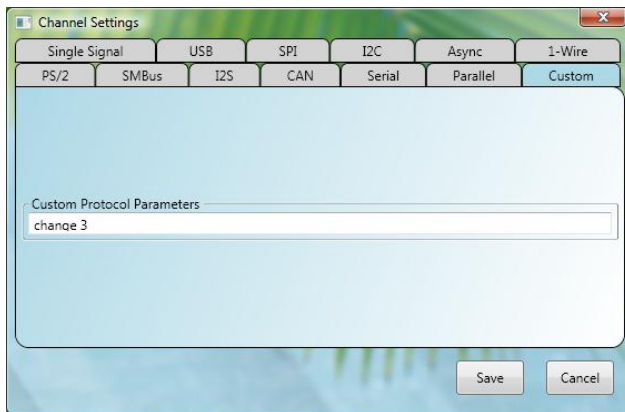 Channel Settings
Single Signal USB SPI I2C Async 1-Wire
PS/2 SMBus I2S CAN Serial Parallel Custom
Custom Protocol Parameters
change 3
Save Cancel